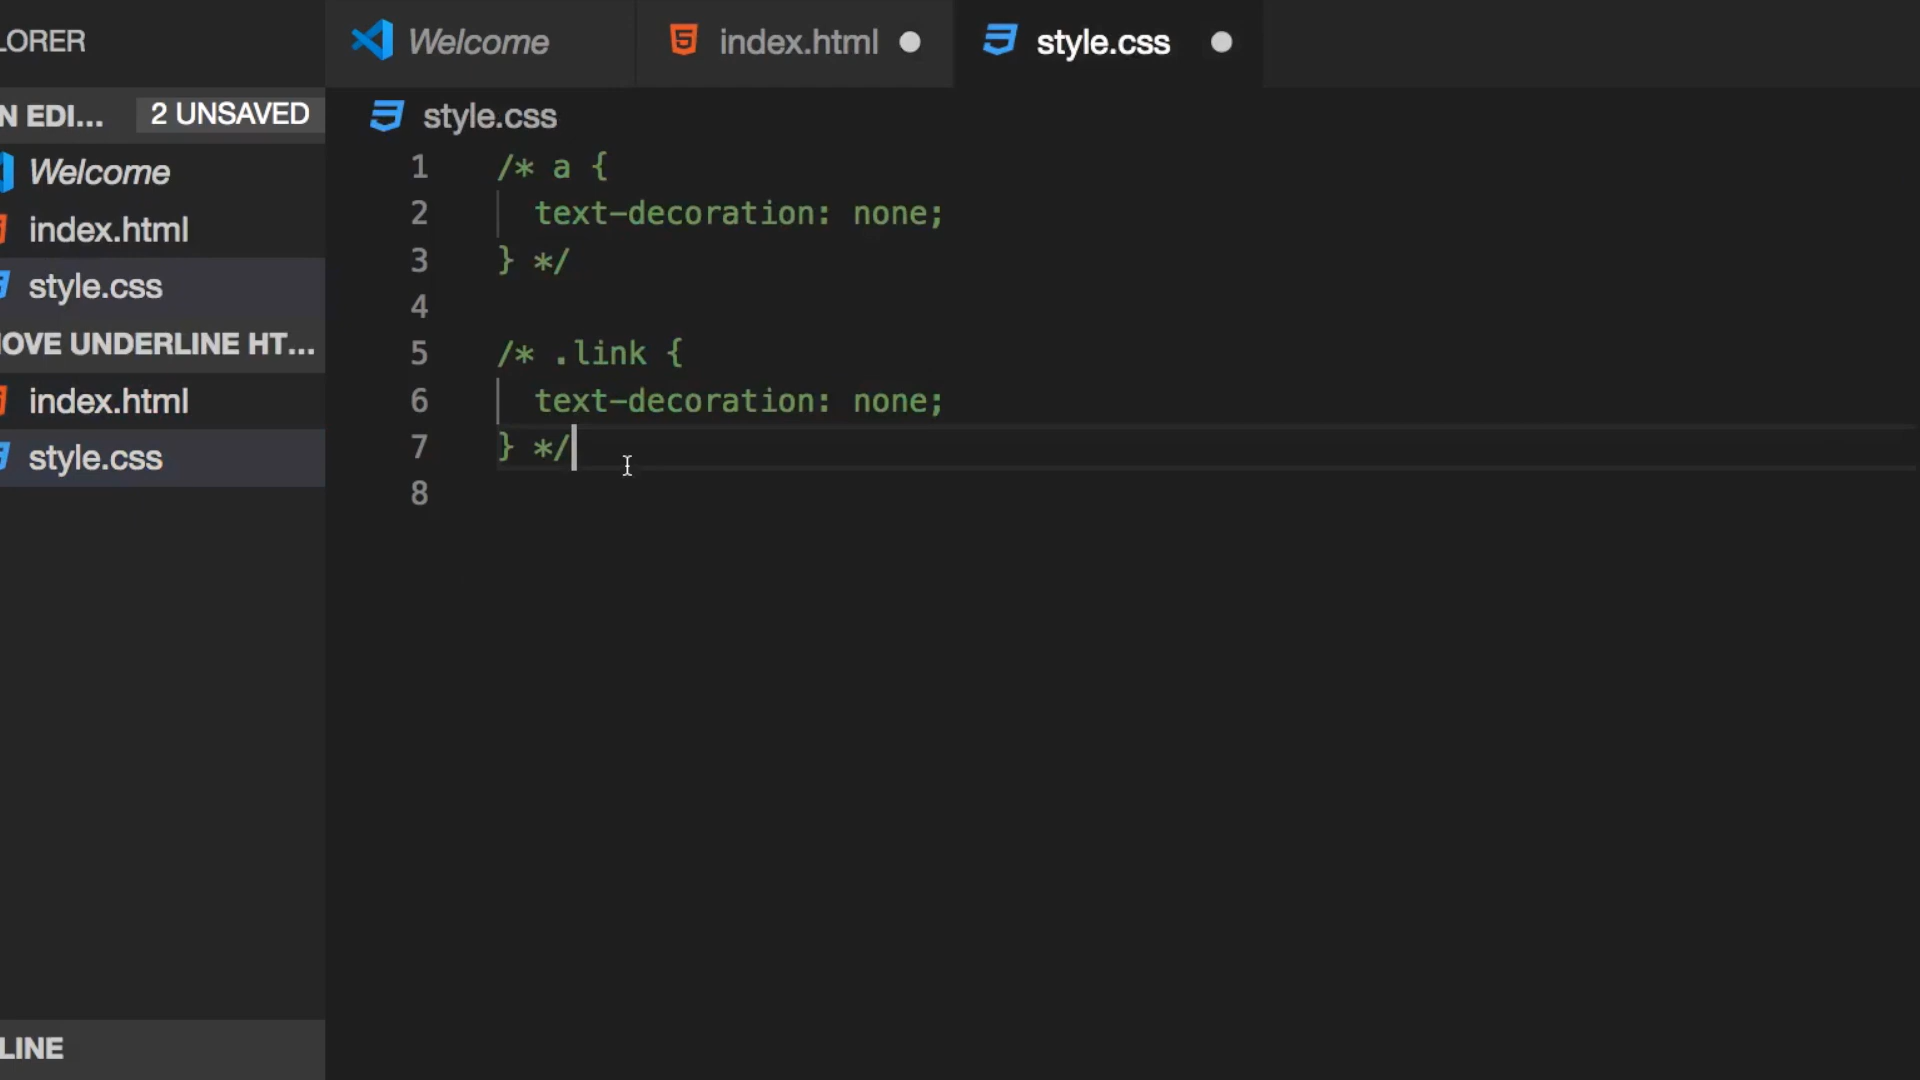 LORER
Welcome
index.html
style.css
N EDI...
2 UNSAVED
Welcome
index.html
style.css
OVE UNDERLINE HT...
index.html
style.css
LINE
style.css
1 /* a {
2 text-decoration: none;
3 } */
4
5 /* .link {
6 text-decoration: none;
7 } */
8